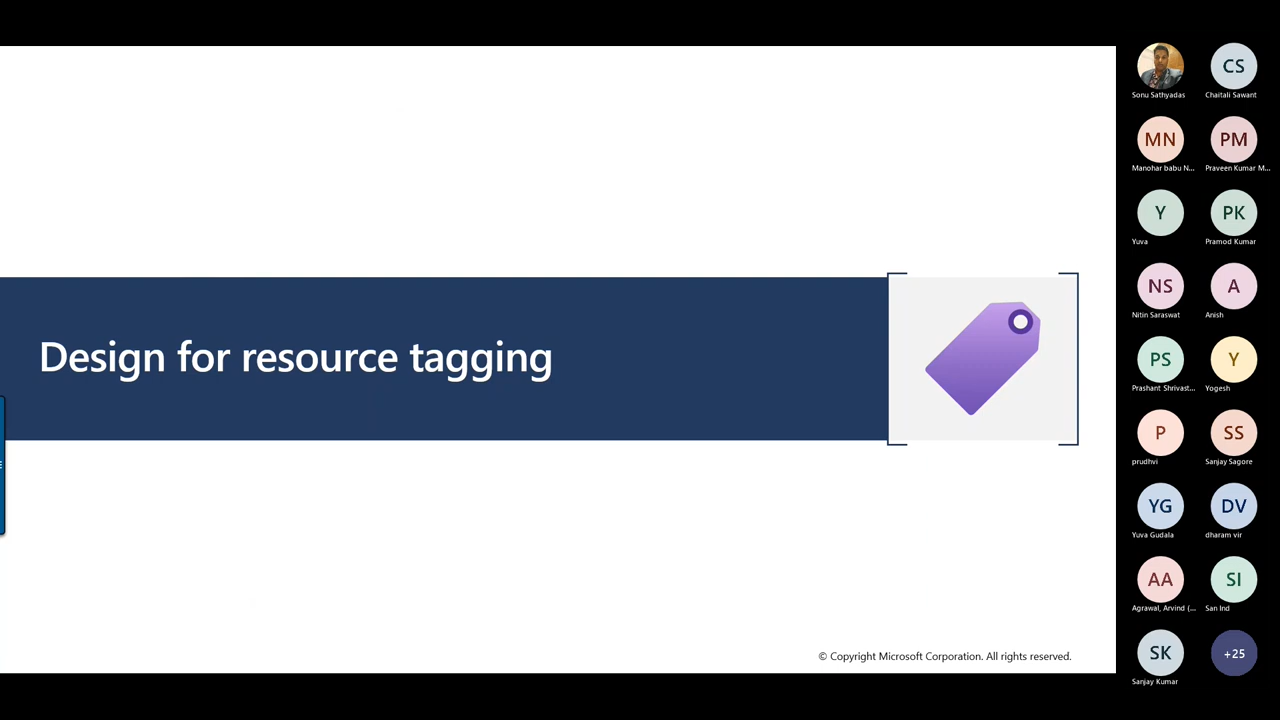 Design for resource tagging
© Copyright Microsoft Corporation. All rights reserved.
Sonu Sathyadas
CS
Chaitali Sawant
MN
Manohar babu N...
PM
Praveen Kumar M...
Y
Yuva
PK
Pramod Kumar
NS
Nitin Saraswat
A
Anish
PS
Prashant Shrivast...
Y
Yogesh
P
prudhvi
SS
Sanjay Sagore
YG
Yuva Gudala
DV
dharam vir
AA
Agrawal, Arvind (...
SI
San Ind
SK
Sanjay Kumar
+25